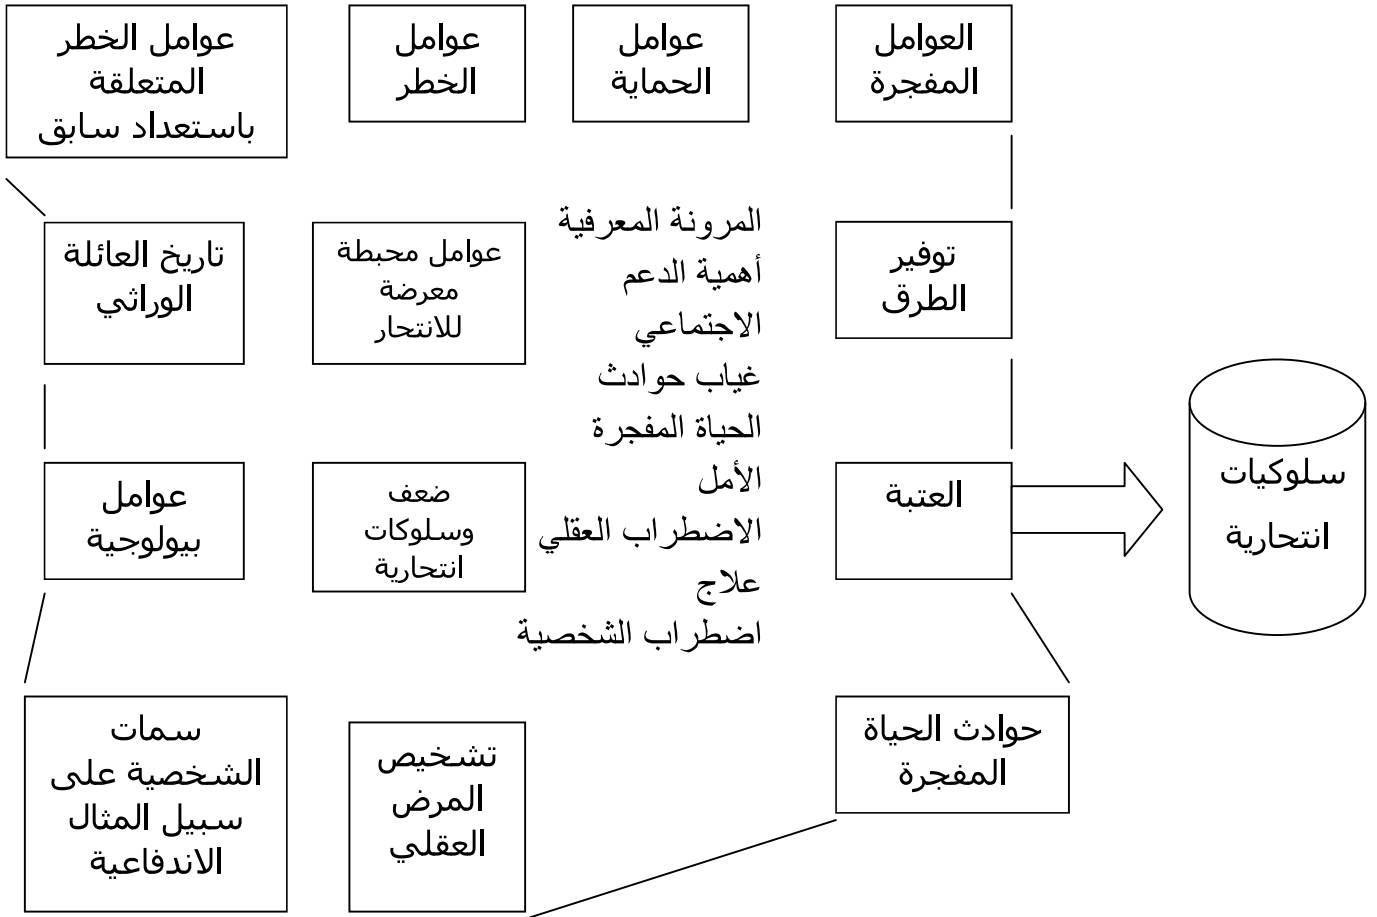 العوامل
المفجرة
عوامل
الحماية
عوامل
الخطر
عوامل الخطر
المتعلقة
باستعداد سابق
توفير
الطرق
المرونة المعرفية
أهمية الدعم
الاجتماعي
غياب حوادث
الحياة المفجرة
الأمل
الاضطراب العقلي
علاج
اضطراب الشخصية
عوامل محبطة
معرضة
للانتحار
تاريخ العائلة
الوراثي
سلوكيات
انتحارية
العتبة
ضعف
وسلوكات
انتحارية
عوامل
بيولوجية
حوادث الحياة
المفجرة
تشخيص
المرض
العقلي
سمات
الشخصية على
سبيل المثال
الاندفاعية